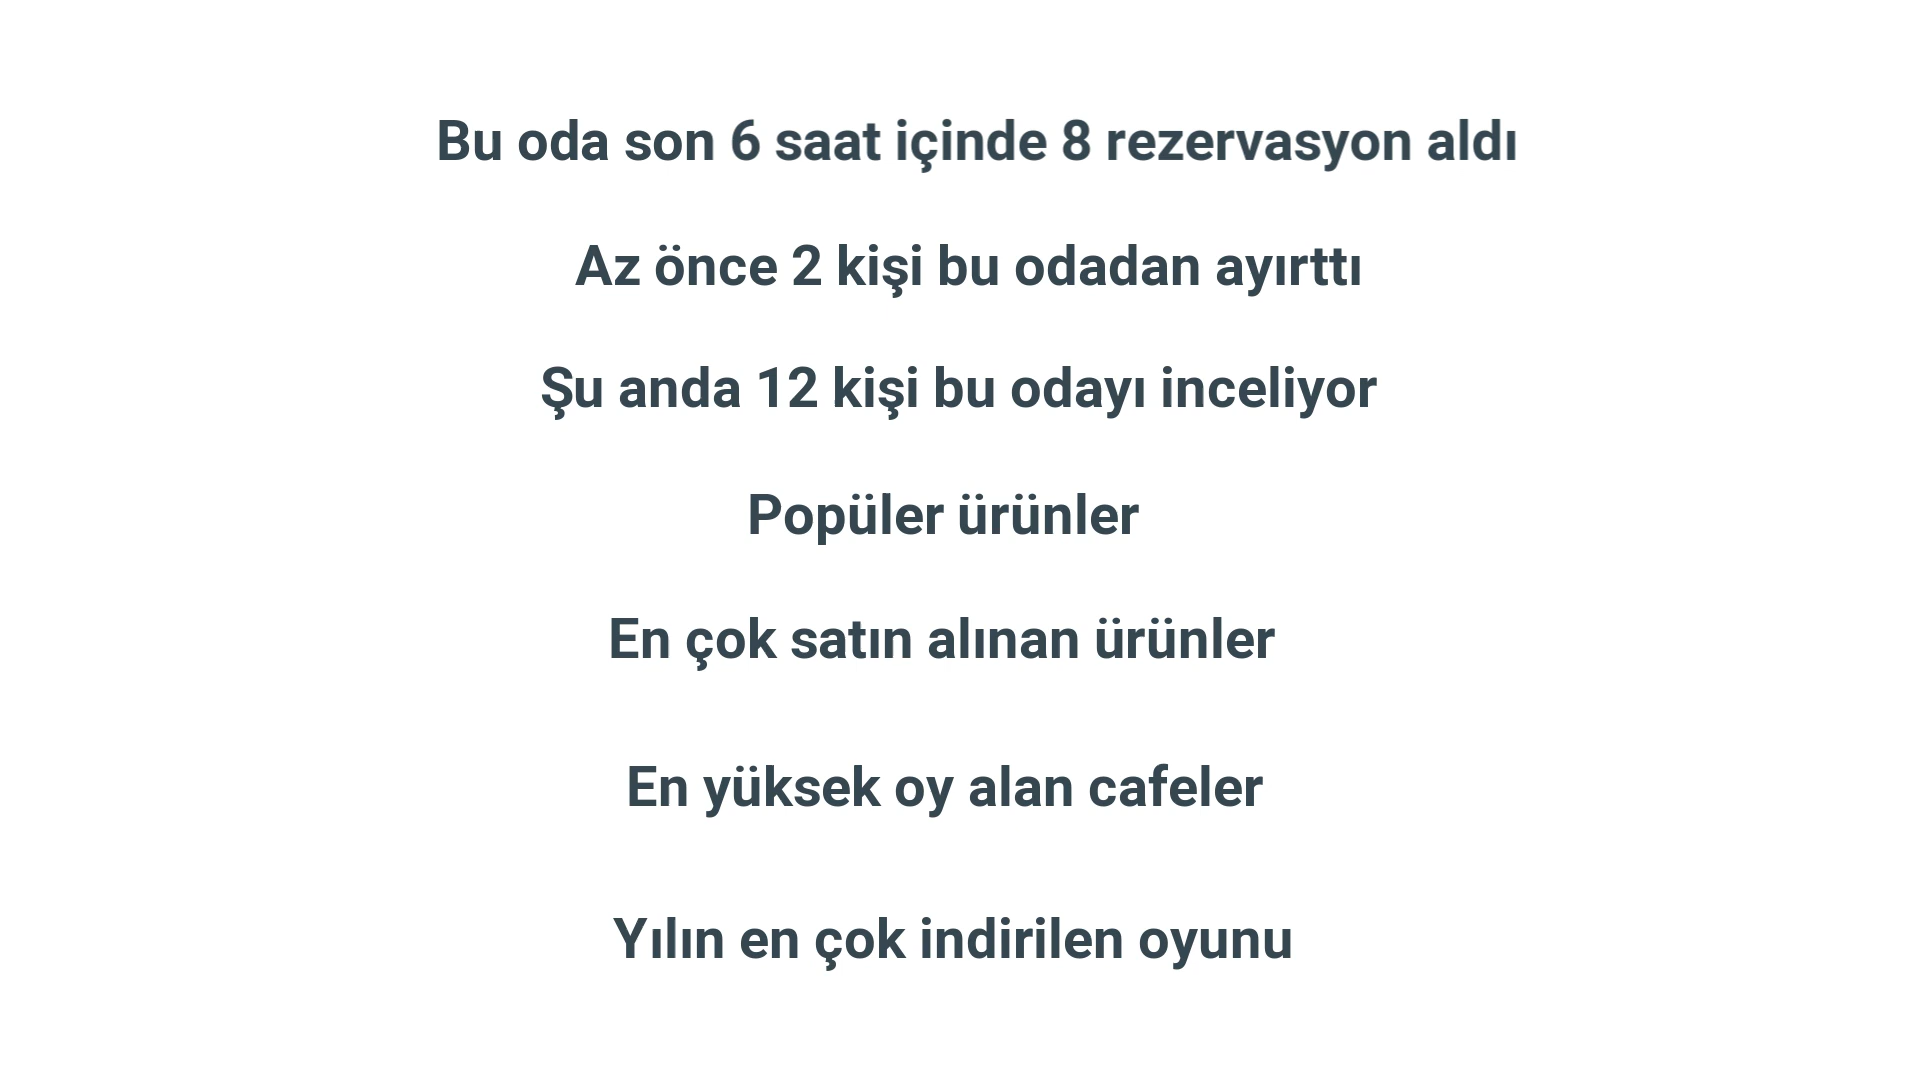 Bu oda son 6 saat içinde 8 rezervasyon aldı
Az önce 2 kişi bu odadan ayırttı
Şu anda 12 kişi bu odayı inceliyor
Popüler ürünler
En çok satın alınan ürünler
En yüksek oy alan cafeler
Yılın en çok indirilen oyunu